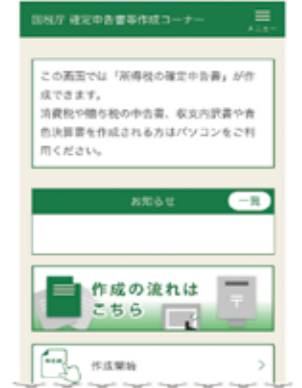 国税庁 確定申告書等作成コーナー
メニュー
この画面では「所得税の確定申告書」が作
成できます。
消費税や贈与税の申告書、収支内訳書や青
色決算書を作成される方はパソコンをご利
用ください。
お知らせ
一覧
作成の流れは
こちら
作成開始